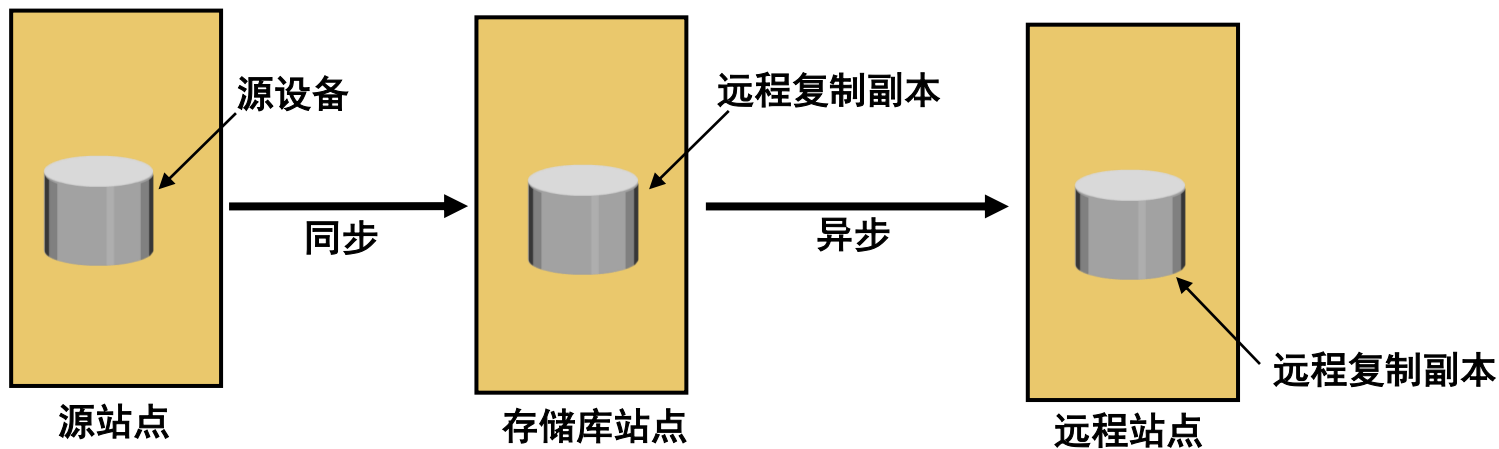 源设备
远程复制副本
同步
异步
远程复制副本
源站点
存储库站点
远程站点